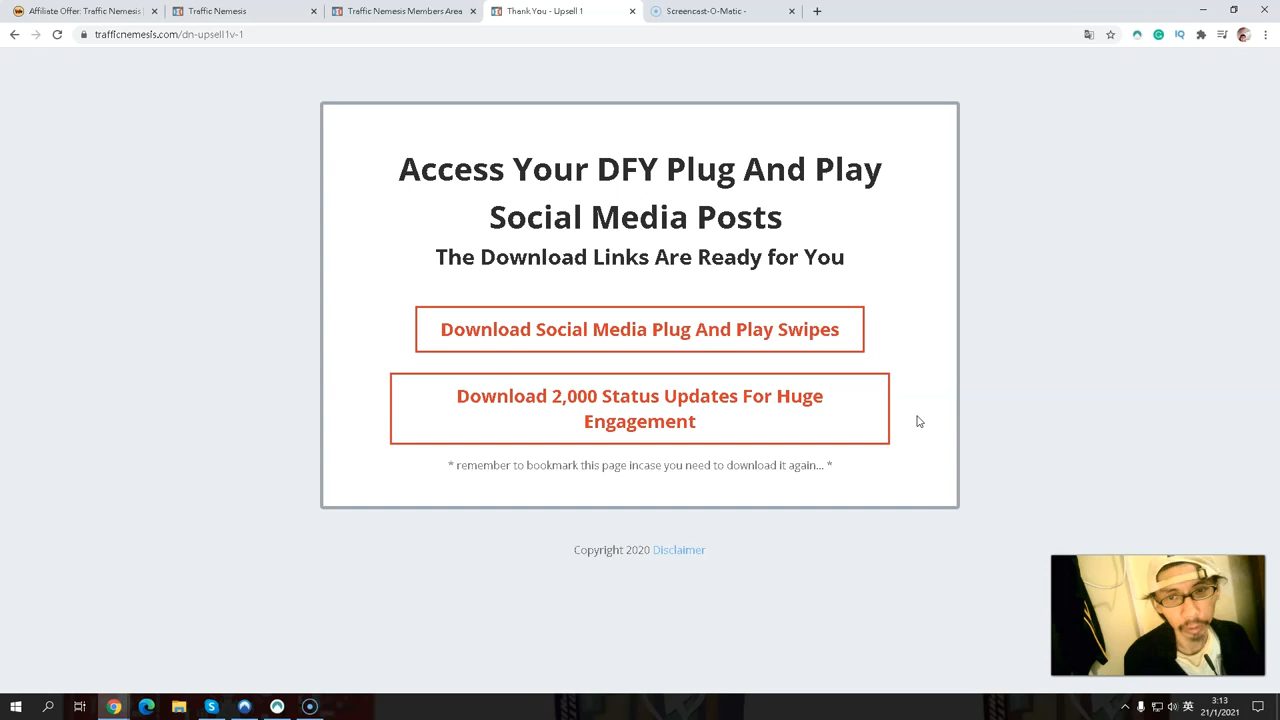 Affiliate Offer: Traffic Nemesis
Traffic Nemesis
Traffic Nemesis Members Area
Thank You - Upsell 1
Screencast-O-Matic -
trafficnemesis.com/dn-upsell1v-1
Access Your DFY Plug And Play
Social Media Posts
The Download Links Are Ready for You
Download Social Media Plug And Play Swipes
Download 2,000 Status Updates For Huge
Engagement
* remember to bookmark this page incase you need to download it again... *
Copyright 2020 Disclaimer
英
3:13
21/1/2021